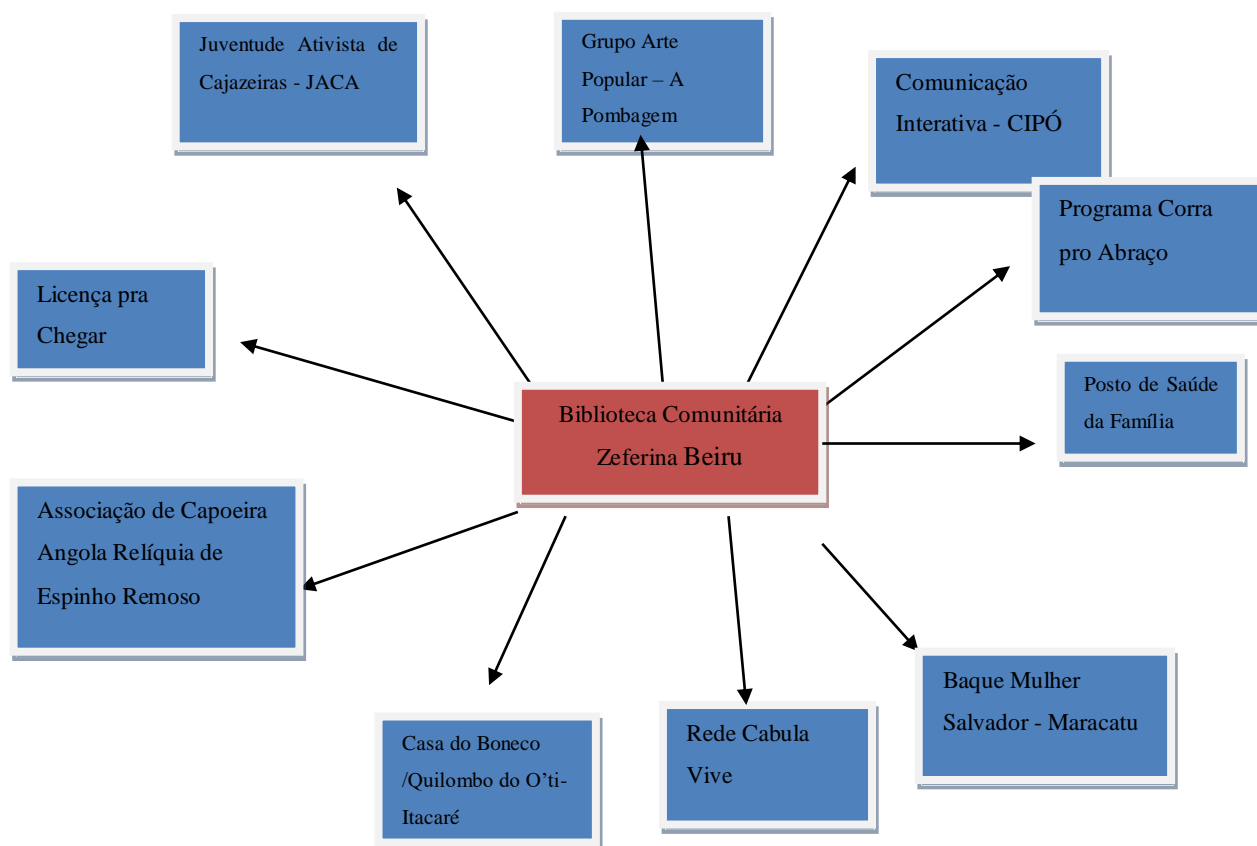 Juventude Ativista de
Cajazeiras - JACA
Grupo Arte
Popular – A
Pombagem
Comunicação
Interativa - CIPÓ
Programa Corra
pro Abraço
Licença pra
Chegar
Posto de Saúde
da Família
Biblioteca Comunitária
Zeferina Beiru
Associação de Capoeira
Angola Relíquia de
Espinho Remoso
Casa do Boneco
/Quilombo do O’ti-
Itacaré
Rede Cabula
Vive
Baque Mulher
Salvador - Maracatu